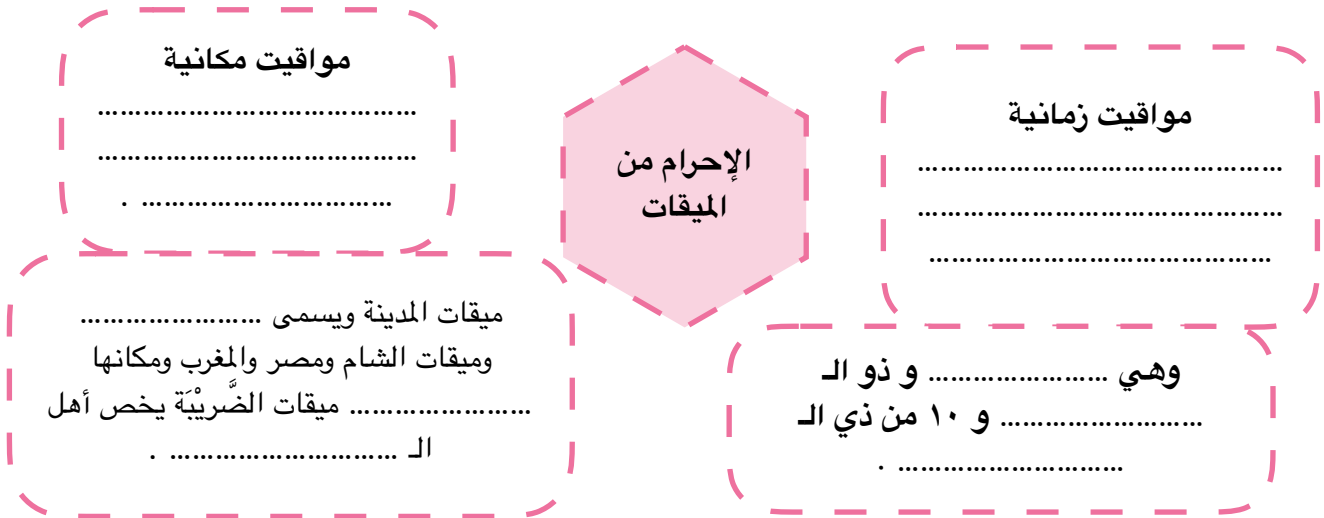 الإحرام من
الميقات
مواقيت زمانية
................................................
................................................
.............................................
وهي ........................ و ذو الـ
........................... و ١٠ من ذي الـ
.............................. .
مواقيت مكانية
..........................................
..........................................
................................. .
ميقات المدينة ويسمى ........................
وميقات الشام ومصر والمغرب ومكانها
........................ ميقات الضَّريْبَة يخص أهل
الـ .............................. .